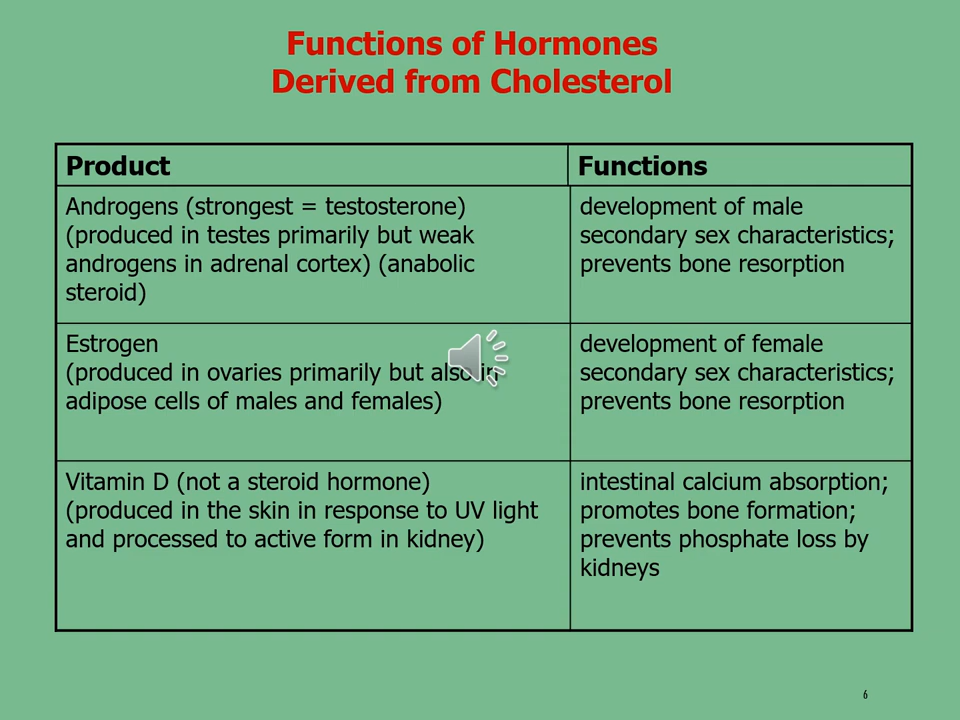 Functions of Hormones
Derived from Cholesterol
Product
Functions
Androgens (strongest = testosterone)
(produced in testes primarily but weak
androgens in adrenal cortex) (anabolic
steroid)
development of male
secondary sex characteristics;
prevents bone resorption
Estrogen
(produced in ovaries primarily but also in
adipose cells of males and females)
development of female
secondary sex characteristics;
prevents bone resorption
Vitamin D (not a steroid hormone)
(produced in the skin in response to UV light
and processed to active form in kidney)
intestinal calcium absorption;
promotes bone formation;
prevents phosphate loss by
kidneys
6